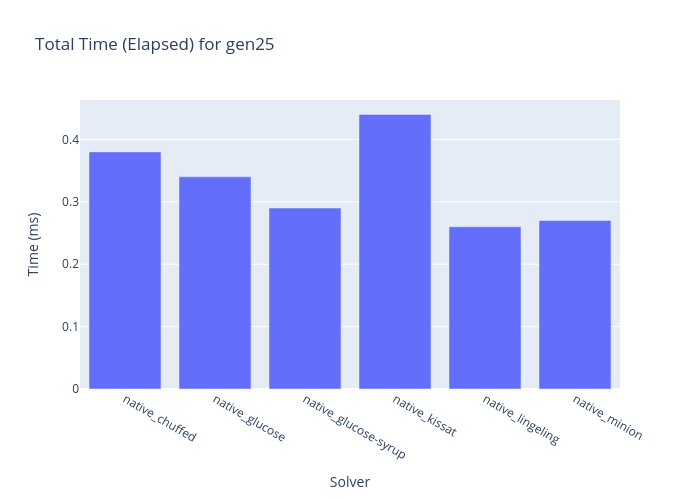 Total Time (Elapsed) for gen25
Time (ms)
0.4
0.3
0.2
0.1
0
native_chuffed
native_glucose
native_glucose-syrup
native_kissat
native_lingeling
native_minion
Solver